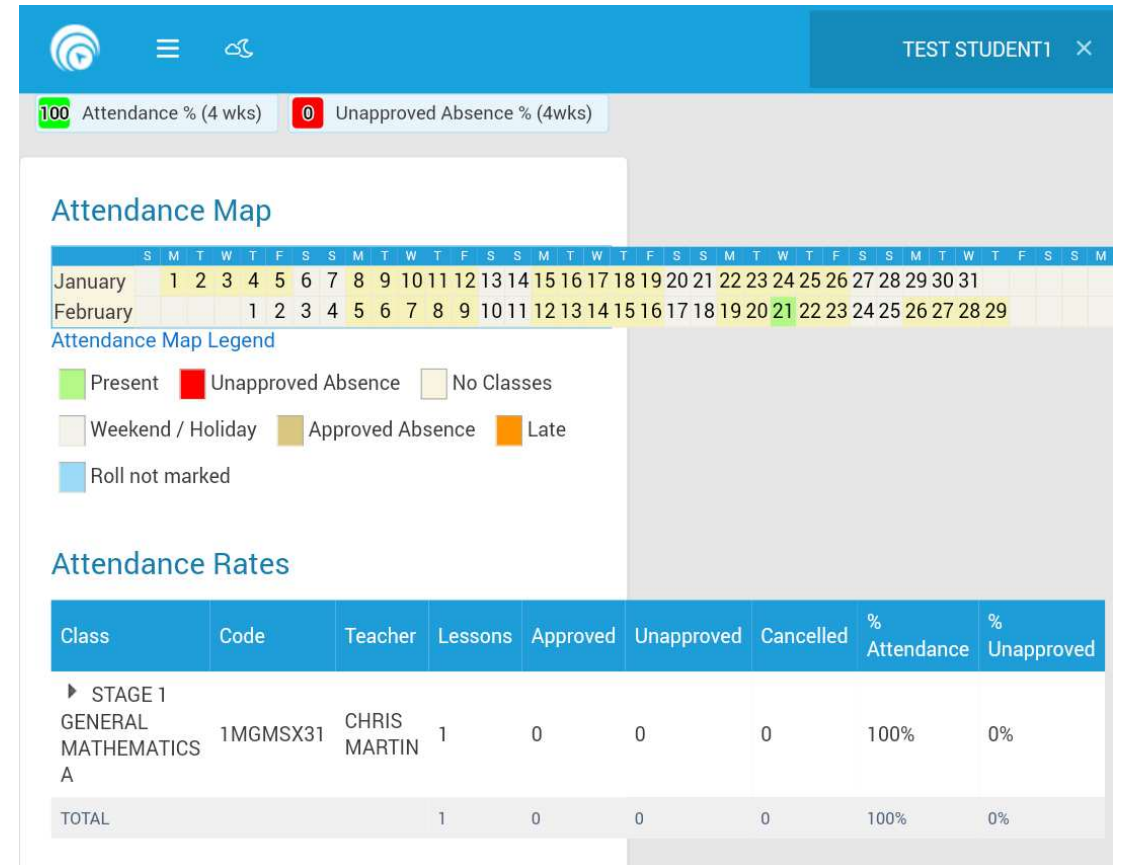 TEST STUDENT1 ×
100 Attendance % (4 wks) 0 Unapproved Absence % (4wks)
Attendance Map
S M T W T F S S M T W T F S S M T W T F S S M T W T F S S M T W T F S S M
January 1 2 3 4 5 6 7 8 9 10 11 12 13 14 15 16 17 18 19 20 21 22 23 24 25 26 27 28 29 30 31
February 1 2 3 4 5 6 7 8 9 10 11 12 13 14 15 16 17 18 19 20 21 22 23 24 25 26 27 28 29
Attendance Map Legend
Present Unapproved Absence No Classes
Weekend / Holiday Approved Absence Late
Roll not marked
Attendance Rates
Class Code Teacher Lessons Approved Unapproved Cancelled % Attendance % Unapproved
STAGE 1
GENERAL
MATHEMATICS
A
1MGMSX31
CHRIS
MARTIN
1 0 0 0 100% 0%
TOTAL 1 0 0 0 100% 0%